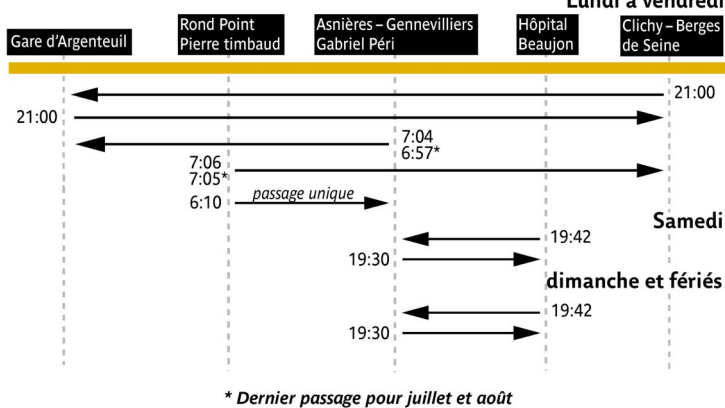 Lundi à vendredi
Gare d'Argenteuil
Rond Point
Pierre timbaud
Asnières – Gennevilliers
Gabriel Péri
Hôpital
Beaujon
Clichy – Berges
de Seine
21:00
21:00
7:04
6:57*
7:06
7:05*
6:10
passage unique
Samedi
19:42
19:30
dimanche et fériés
19:42
19:30
* Dernier passage pour juillet et août